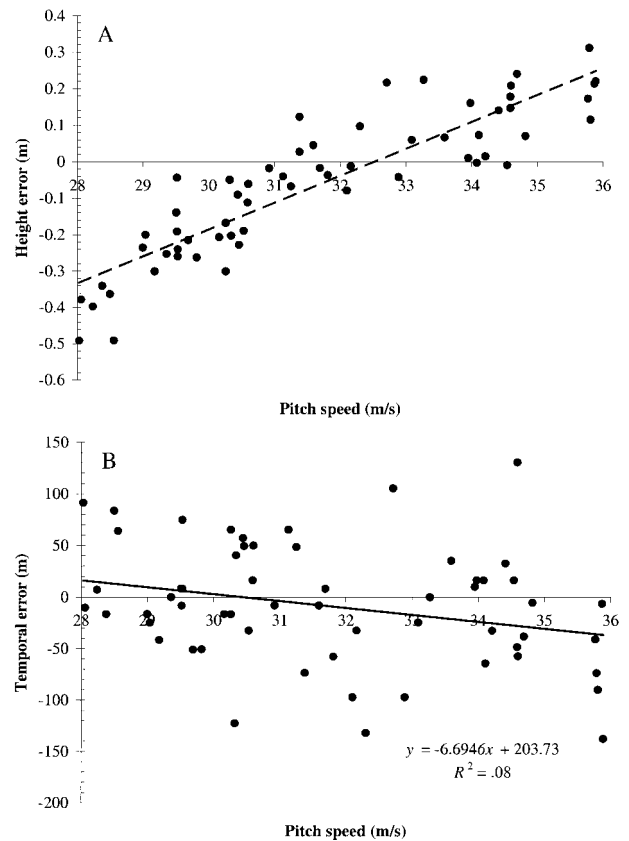 A
0.4
0.3
0.2
0.1
0
-0.1
-0.2
-0.3
-0.4
-0.5
-0.6
28 29 30 31 32 33 34 35 36
Height error (m)
Pitch speed (m/s)
B
150
100
50
0
-50
-100
-150
-200
28 29 30 31 32 33 34 35 36
Temporal error (m)
y = -6.6946x + 203.73
R² = .08
Pitch speed (m/s)